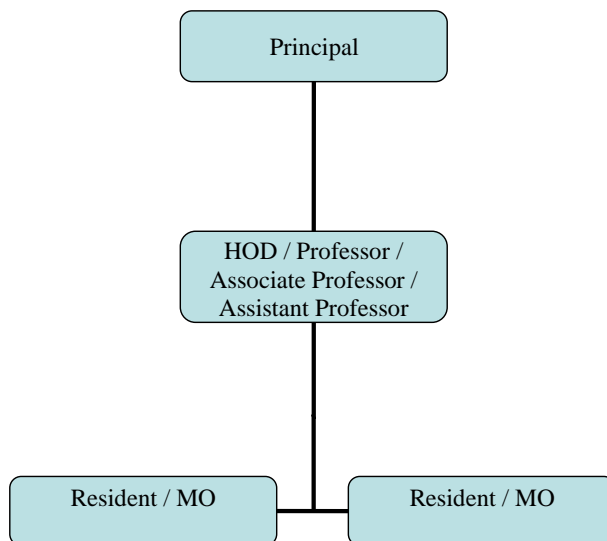 Principal
HOD / Professor /
Associate Professor /
Assistant Professor
Resident / MO
Resident / MO